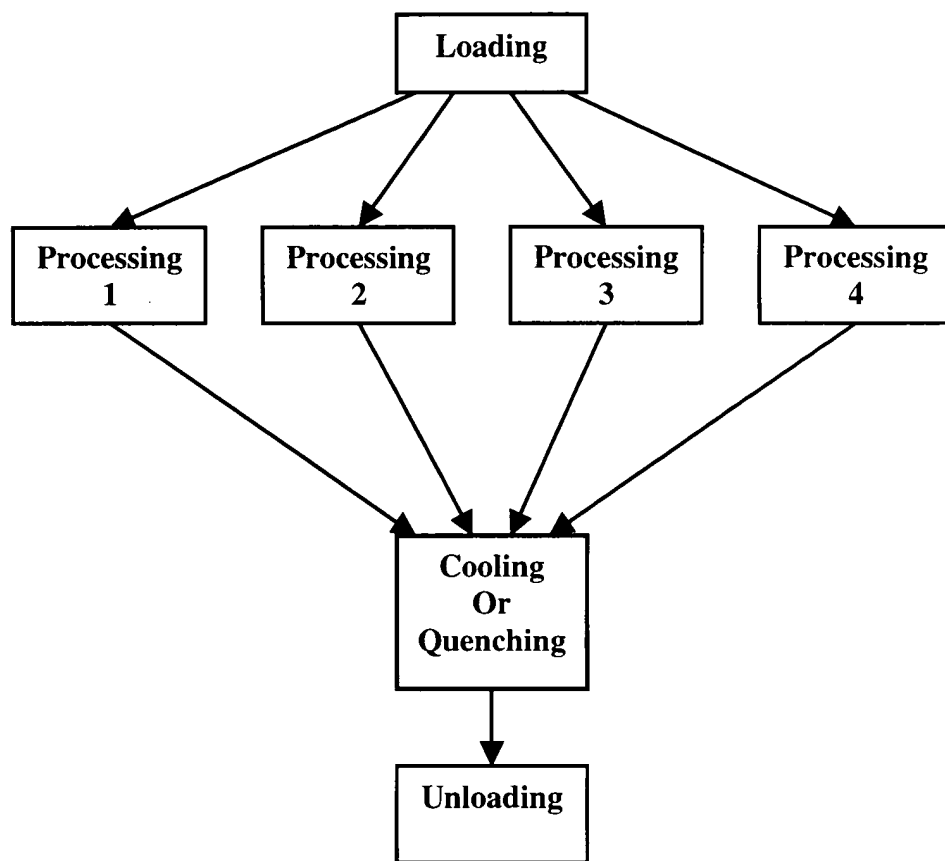 Loading
Processing
1
Processing
2
Processing
3
Processing
4
Cooling
Or
Quenching
Unloading